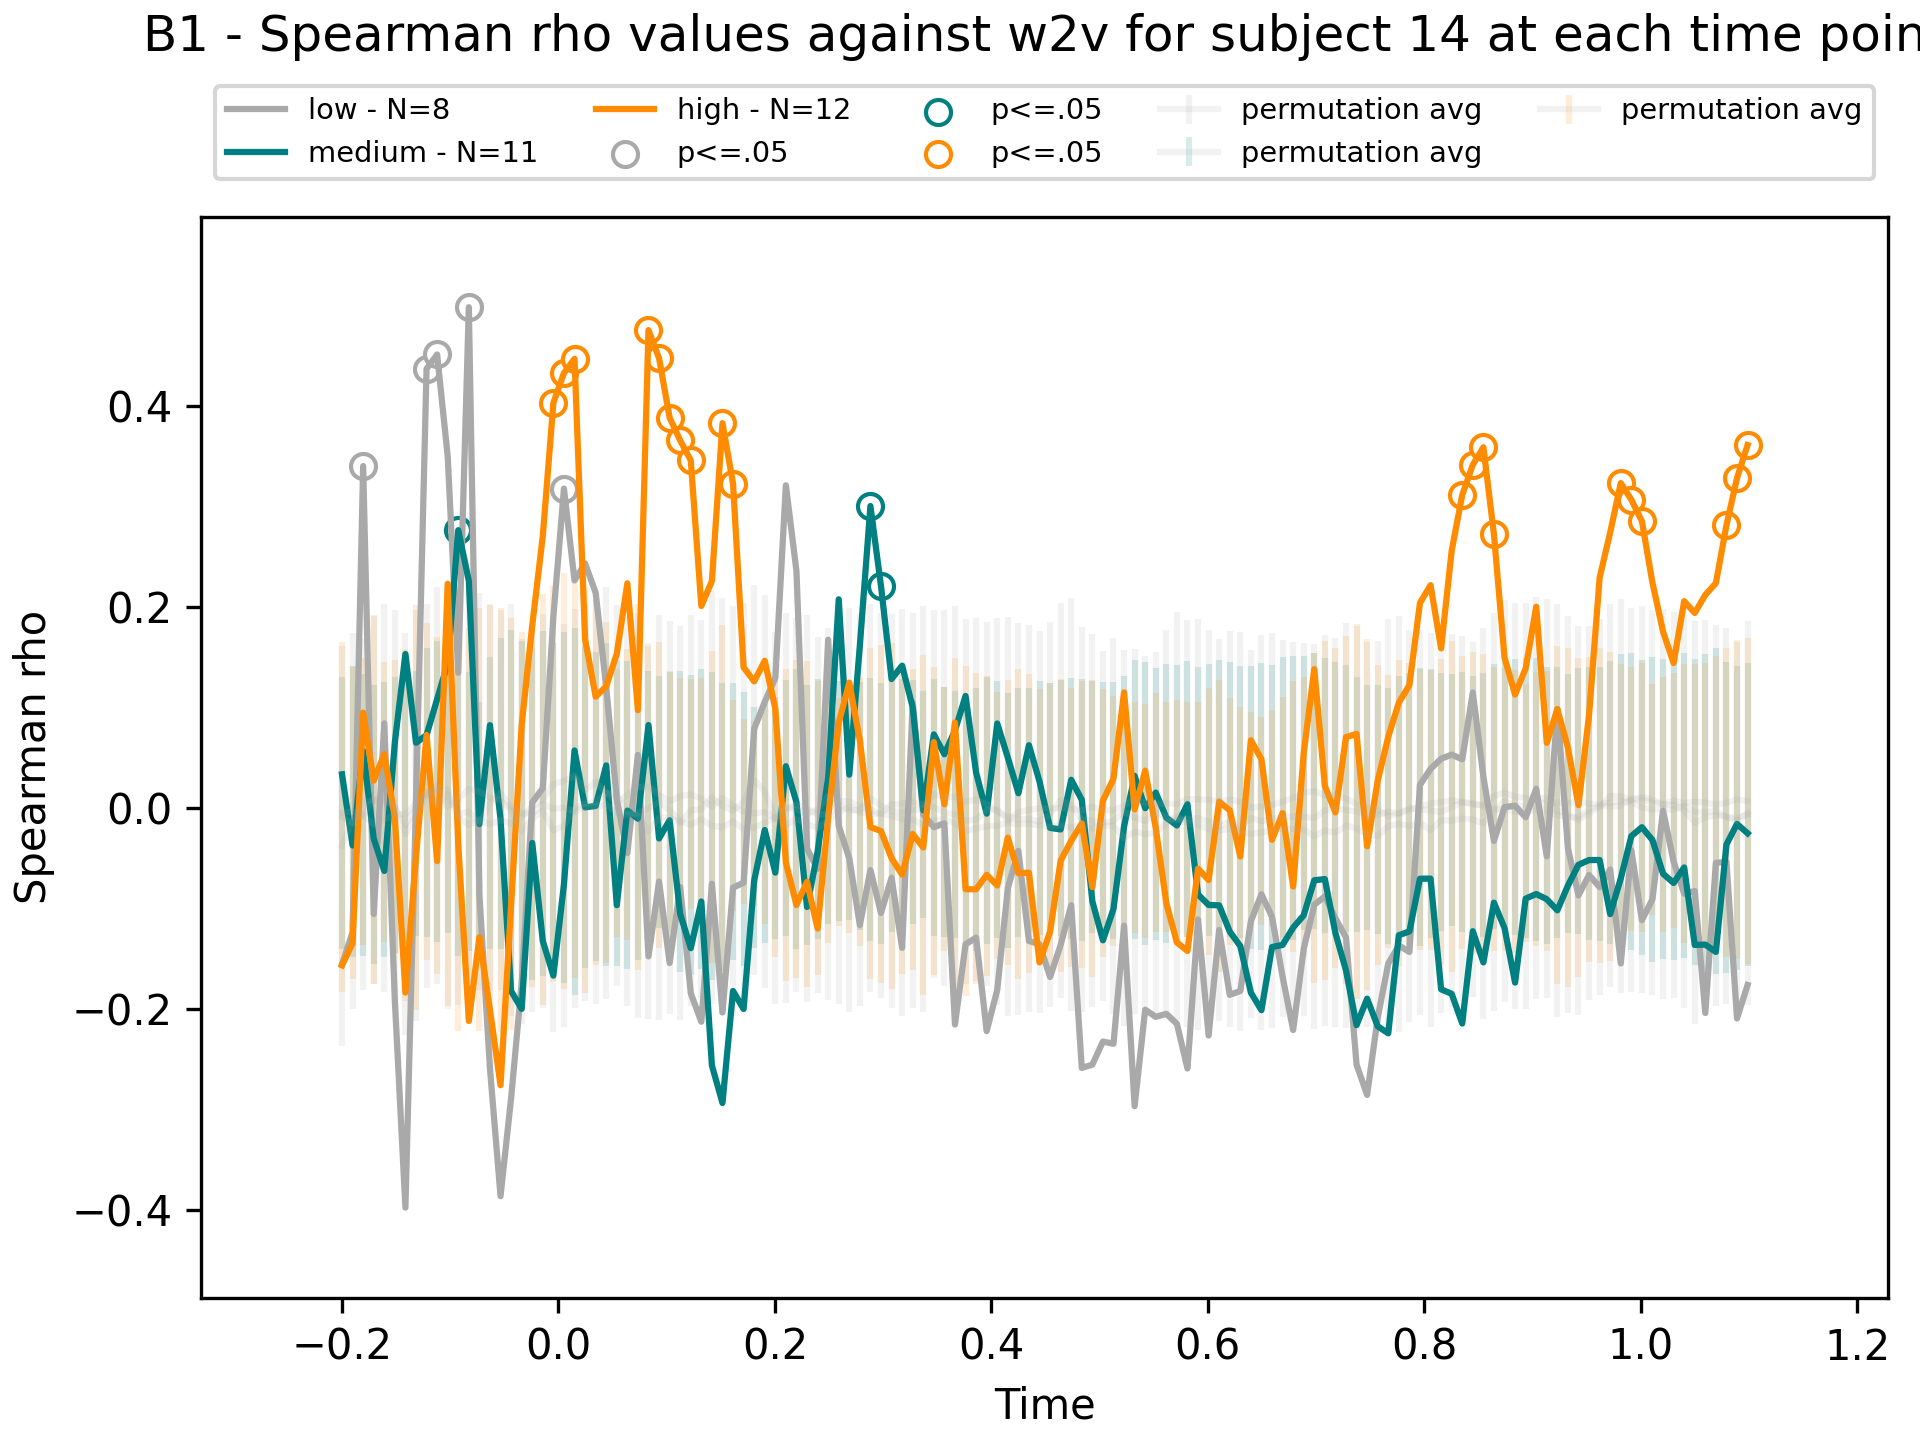 B1 - Spearman rho values against w2v for subject 14 at each time poin
low - N=8
medium - N=11
high - N=12
p<=.05
p<=.05
p<=.05
permutation avg
permutation avg
permutation avg
Spearman rho
0.4
0.2
0.0
−0.2
−0.4
−0.2 0.0 0.2 0.4 0.6 0.8 1.0 1.2
Time